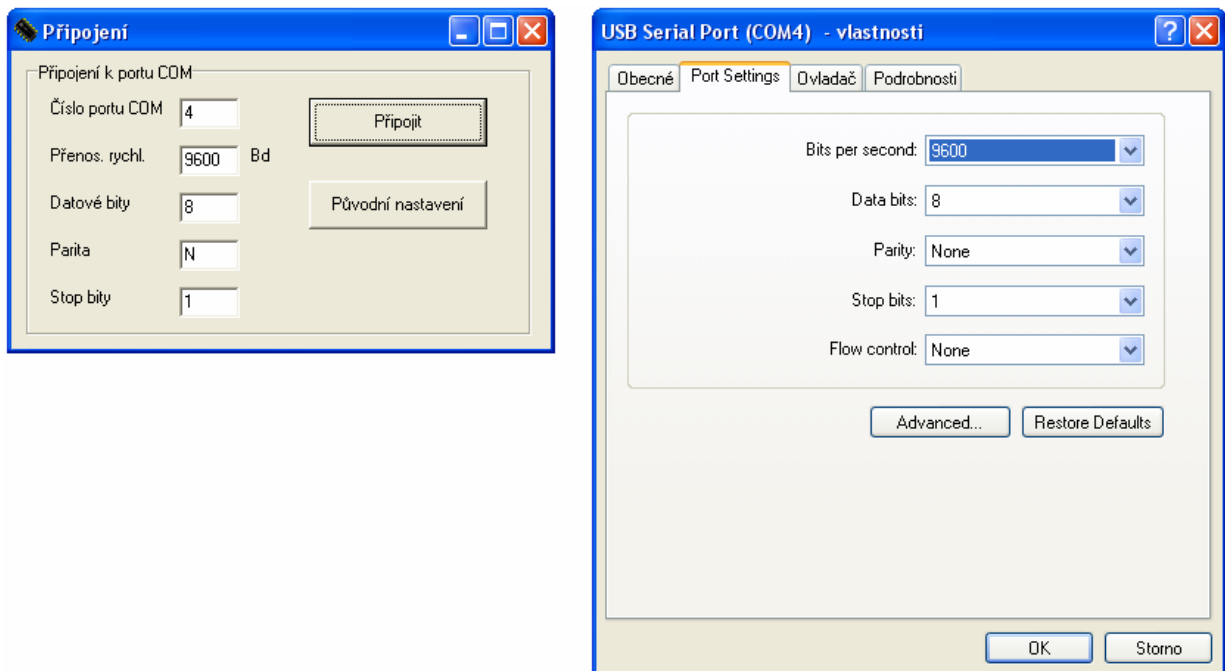 Připojení
Připojení k portu COM
Číslo portu COM 4
Připojit
Přenos. rychl. 9600 Bd
Datové bity 8
Původní nastavení
Parita N
Stop bity 1
USB Serial Port (COM4) - vlastnosti
Obecné Port Settings Ovladač Podrobnosti
Bits per second: 9600
Data bits: 8
Parity: None
Stop bits: 1
Flow control: None
Advanced... Restore Defaults
OK Storno